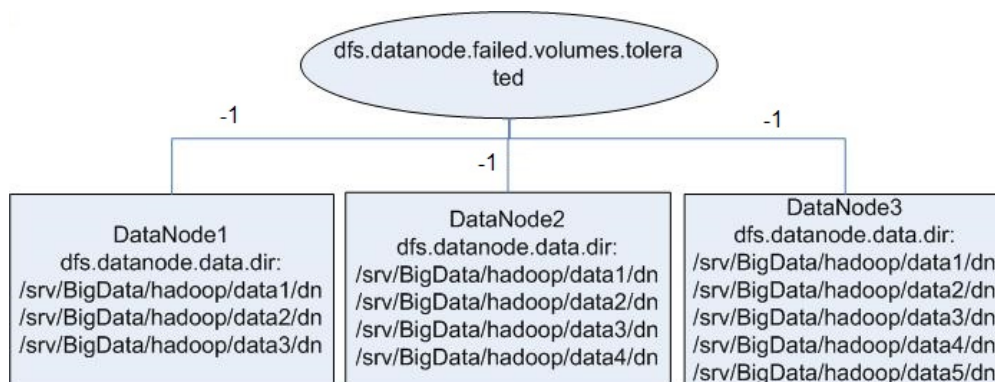 dfs.datanode.failed.volumes.tolera
ted
-1
-1
-1
DataNode1
dfs.datanode.data.dir:
/srv/BigData/hadoop/data1/dn
/srv/BigData/hadoop/data2/dn
/srv/BigData/hadoop/data3/dn
DataNode2
dfs.datanode.data.dir:
/srv/BigData/hadoop/data1/dn
/srv/BigData/hadoop/data2/dn
/srv/BigData/hadoop/data3/dn
/srv/BigData/hadoop/data4/dn
DataNode3
dfs.datanode.data.dir:
/srv/BigData/hadoop/data1/dn
/srv/BigData/hadoop/data2/dn
/srv/BigData/hadoop/data3/dn
/srv/BigData/hadoop/data4/dn
/srv/BigData/hadoop/data5/dn